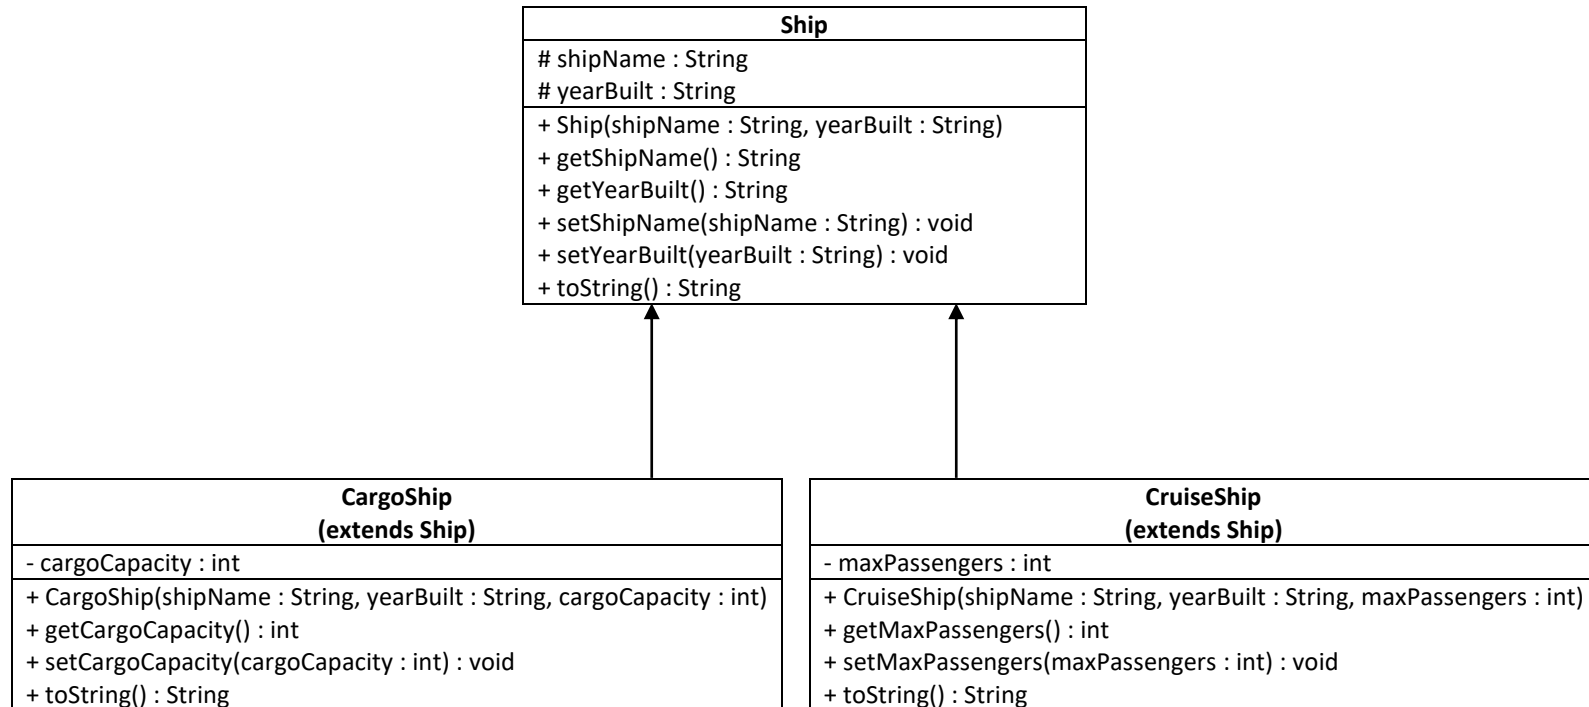 Ship
# shipName : String
# yearBuilt : String
+ Ship(shipName : String, yearBuilt : String)
+ getShipName() : String
+ getYearBuilt() : String
+ setShipName(shipName : String) : void
+ setYearBuilt(yearBuilt : String) : void
+ toString() : String
CargoShip
(extends Ship)
- cargoCapacity : int
+ CargoShip(shipName : String, yearBuilt : String, cargoCapacity : int)
+ getCargoCapacity() : int
+ setCargoCapacity(cargoCapacity : int) : void
+ toString() : String
CruiseShip
(extends Ship)
- maxPassengers : int
+ CruiseShip(shipName : String, yearBuilt : String, maxPassengers : int)
+ getMaxPassengers() : int
+ setMaxPassengers(maxPassengers : int) : void
+ toString() : String